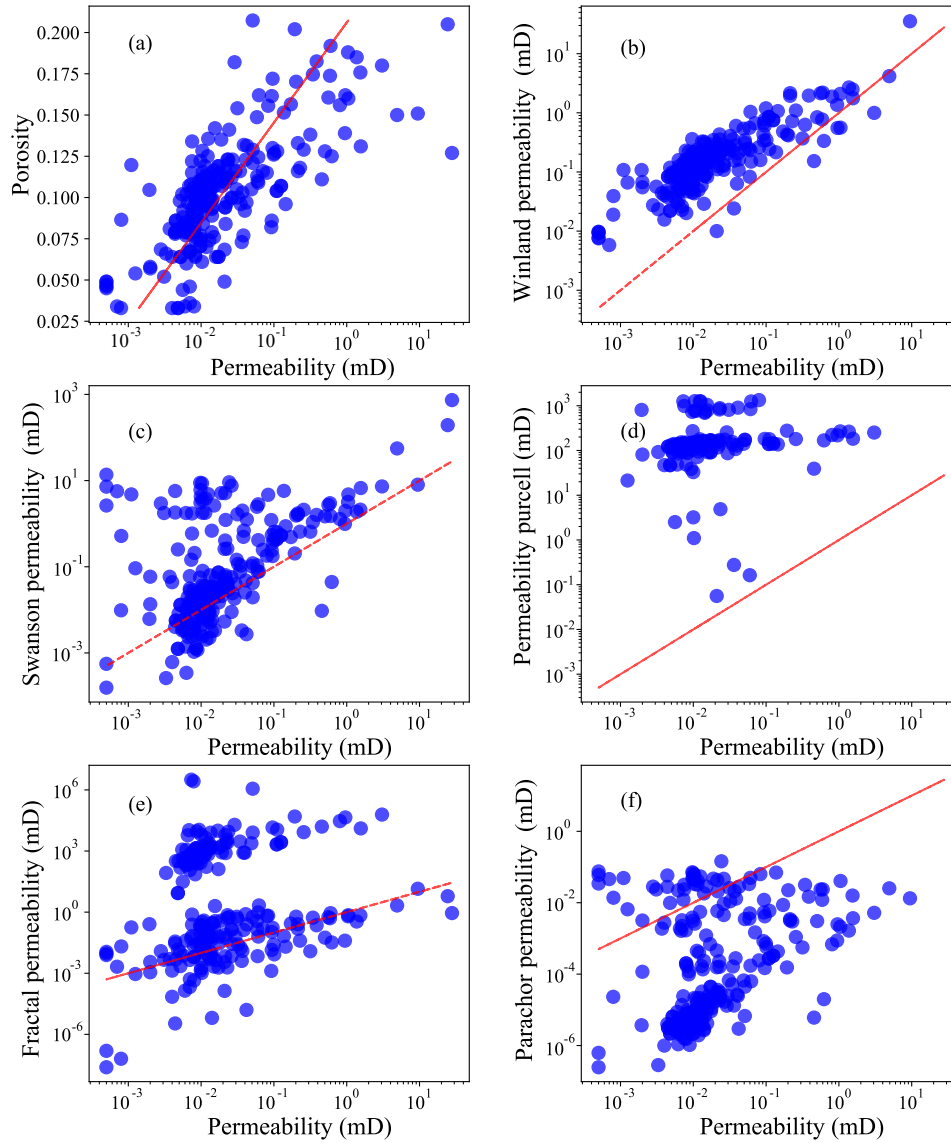 (a)
Porosity
0.200
0.175
0.150
0.125
0.100
0.075
0.050
0.025
10⁻³ 10⁻² 10⁻¹ 10⁰ 10¹
Permeability (mD)
(b)
Winland permeability (mD)
10¹
10⁰
10⁻¹
10⁻²
10⁻³
10⁻³ 10⁻² 10⁻¹ 10⁰ 10¹
Permeability (mD)
(c)
Swanson permeability (mD)
10³
10¹
10⁻¹
10⁻³
10⁻³ 10⁻² 10⁻¹ 10⁰ 10¹
Permeability (mD)
(d)
Permeability purcell (mD)
10³
10²
10¹
10⁰
10⁻¹
10⁻²
10⁻³
10⁻³ 10⁻² 10⁻¹ 10⁰ 10¹
Permeability (mD)
(e)
Fractal permeability (mD)
10⁶
10³
10⁰
10⁻³
10⁻⁶
10⁻³ 10⁻² 10⁻¹ 10⁰ 10¹
Permeability (mD)
(f)
Parachor permeability (mD)
10⁰
10⁻²
10⁻⁴
10⁻⁶
10⁻³ 10⁻² 10⁻¹ 10⁰ 10¹
Permeability (mD)